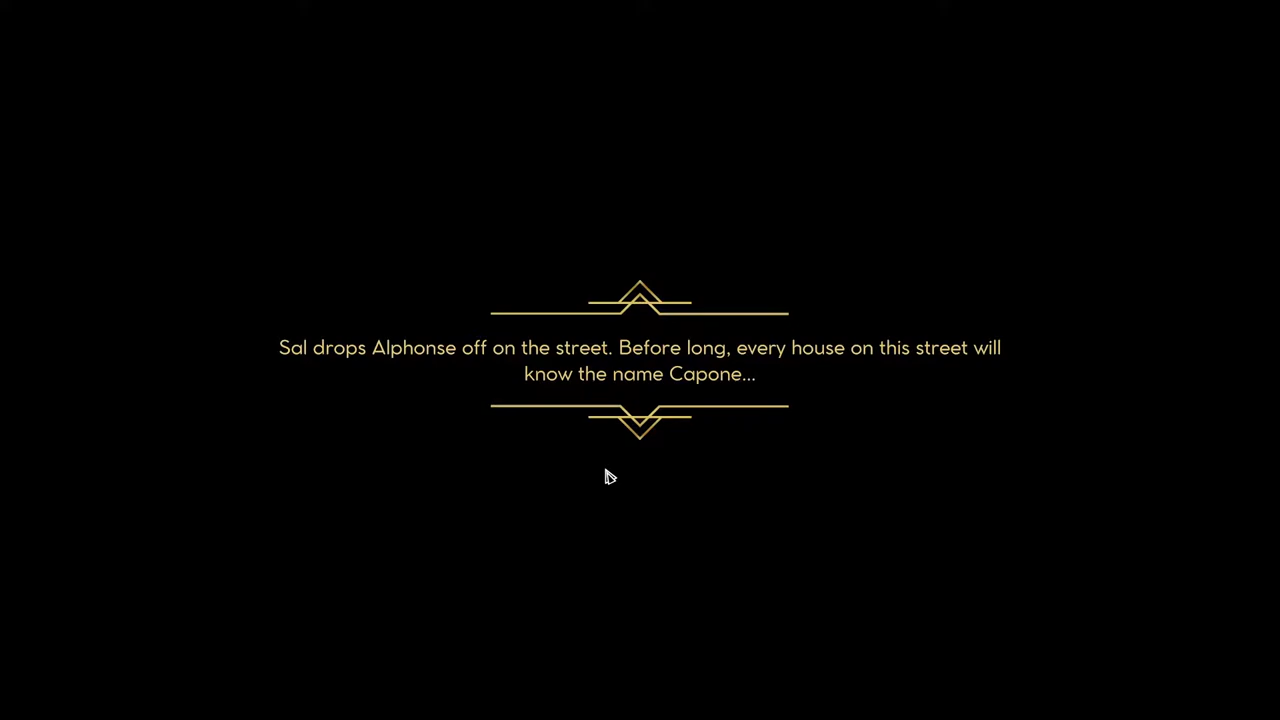 Sal drops Alphonse off on the street. Before long, every house on this street will
know the name Capone...